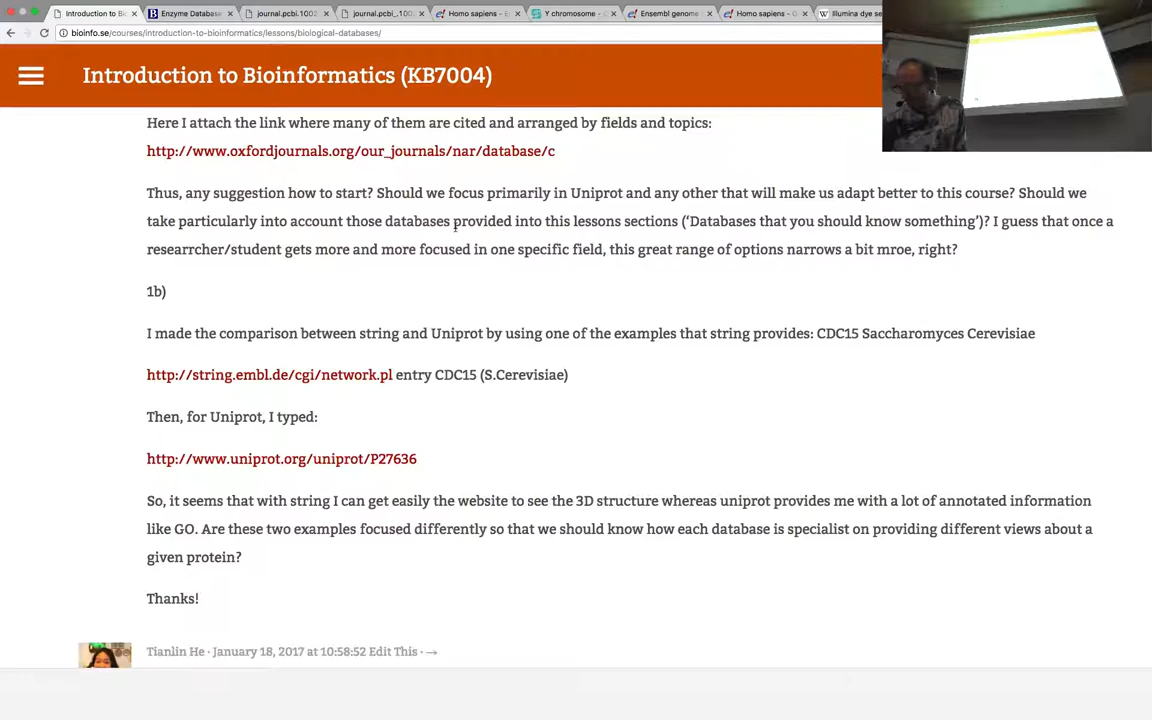 Introduction to Bi
Enzyme Database
journal.pcbi.1002
journal.pcbi_.100
Homo sapiens - E
Y chromosome -
Ensembl genome
Homo sapiens -
Illumina dye se
bioinfo.se/courses/introduction-to-bioinformatics/lessons/biological-databases/
Introduction to Bioinformatics (KB7004)
Here I attach the link where many of them are cited and arranged by fields and topics:
http://www.oxfordjournals.org/our_journals/nar/database/c
Thus, any suggestion how to start? Should we focus primarily in Uniprot and any other that will make us adapt better to this course? Should we
take particularly into account those databases provided into this lessons sections (‘Databases that you should know something’)? I guess that once a
researrcher/student gets more and more focused in one specific field, this great range of options narrows a bit mroe, right?
1b)
I made the comparison between string and Uniprot by using one of the examples that string provides: CDC15 Saccharomyces Cerevisiae
http://string.embl.de/cgi/network.pl entry CDC15 (S.Cerevisiae)
Then, for Uniprot, I typed:
http://www.uniprot.org/uniprot/P27636
So, it seems that with string I can get easily the website to see the 3D structure whereas uniprot provides me with a lot of annotated information
like GO. Are these two examples focused differently so that we should know how each database is specialist on providing different views about a
given protein?
Thanks!
Tianlin He · January 18, 2017 at 10:58:52 Edit This · →